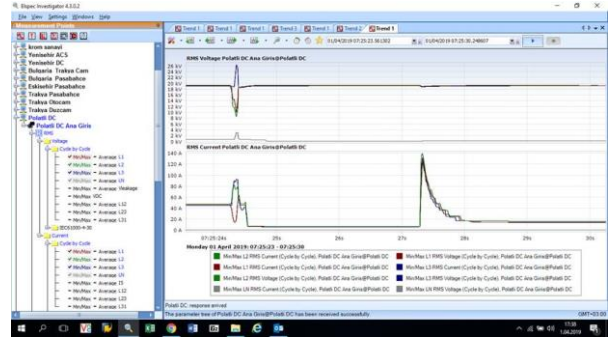 Elspec Investigator 4.3.0.2
File View Settings Windows Help
Measurement Points
krom sanavi
Yenisehir ACS
Yenisehir DC
Bulgaria Trakya Cam
Bulgaria Pasabahce
Eskisehir Pasabahce
Trakya Pasabahce
Trakya Otocam
Trakya Duzcam
Polatli DC
Polatli DC Ana Giris
RMS
Voltage
Cycle by Cycle
Min/Max Average L1
Min/Max Average L2
Min/Max Average L3
Min/Max Average LN
Min/Max Average Voltage
Min/Max VDC
Min/Max Average L12
Min/Max Average L23
Min/Max Average L31
IEC61000-4-30
Current
Cycle by Cycle
Min/Max Average L1
Min/Max Average L2
Min/Max Average L3
Min/Max Average LN
Min/Max Average L12
Min/Max Average L23
Min/Max Average L31
Trend 1 Trend 1 Trend 1 Trend 3 Trend 1 Trend 2 Trend 1
RMS Voltage Polatli DC Ana Giris@Polatli DC
26 kV
24 kV
22 kV
20 kV
18 kV
16 kV
14 kV
12 kV
10 kV
8 kV
6 kV
4 kV
2 kV
0 kV
RMS Current Polatli DC Ana Giris@Polatli DC
140 A
120 A
100 A
80 A
60 A
40 A
20 A
07:25:24s 25s 26s 27s 28s 29s 30s
Monday 01 April 2019: 07:25:23 - 07:25:30
Min/Max L2 RMS Current (Cycle by Cycle), Polatli DC Ana Giris@Polatli DC
Min/Max L1 RMS Voltage (Cycle by Cycle), Polatli DC Ana Giris@Polatli DC
Min/Max L1 RMS Current (Cycle by Cycle), Polatli DC Ana Giris@Polatli DC
Min/Max L3 RMS Current (Cycle by Cycle), Polatli DC Ana Giris@Polatli DC
Min/Max L2 RMS Voltage (Cycle by Cycle), Polatli DC Ana Giris@Polatli DC
Min/Max L3 RMS Voltage (Cycle by Cycle), Polatli DC Ana Giris@Polatli DC
Min/Max LN RMS Current (Cycle by Cycle), Polatli DC Ana Giris@Polatli DC
Min/Max LN RMS Voltage (Cycle by Cycle), Polatli DC Ana Giris@Polatli DC
Polatli DC: response arrived
The parameter tree of Polatli DC Ana Giris@Polatli DC has been received successfully
GMT+03:00
1.04.2019